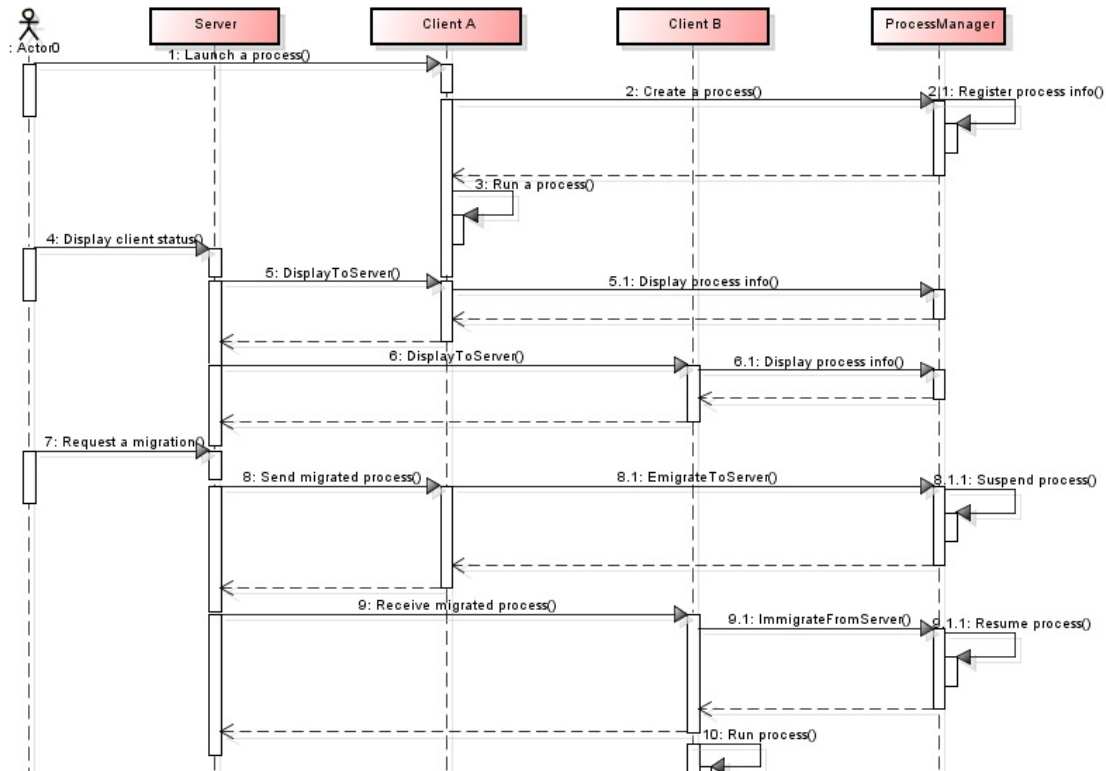 Server
Client A
Client B
ProcessManager
: Actor0
1: Launch a process()
2: Create a process()
2.1: Register process info()
3: Run a process()
4: Display client status()
5: DisplayToServer()
5.1: Display process info()
6: DisplayToServer()
6.1: Display process info()
7: Request a migration()
8: Send migrated process()
8.1: EmigrateToServer()
8.1.1: Suspend process()
9: Receive migrated process()
9.1: ImmigrateFromServer()
9.1.1: Resume process()
10: Run process()